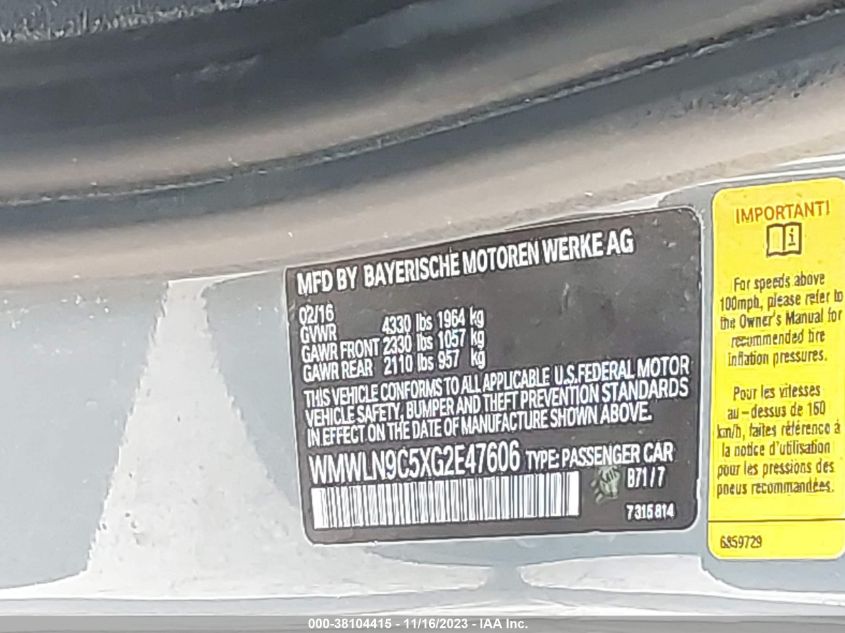 MFD BY BAYERISCHE MOTOREN WERKE AG
02/16
GVWR 4330 lbs 1964 kg
GAWR FRONT 2330 lbs 1057 kg
GAWR REAR 2110 lbs 957 kg
THIS VEHICLE CONFORMS TO ALL APPLICABLE U.S.FEDERAL MOTOR
VEHICLE SAFETY, BUMPER AND THEFT PREVENTION STANDARDS
IN EFFECT ON THE DATE OF MANUFACTURE SHOWN ABOVE.
WMWLN9C5XG2E47606 TYPE: PASSENGER CAR
B71/7
7315814
IMPORTANT!
For speeds above
100mph, please refer to
the Owner's Manual for
recommended tire
inflation pressures.
Pour les vitesses
au-dessus de 160
km/h, faites référence à
la notice d'utilisation
pour les pressions des
pneus recommandées.
6859729
000-38104415 - 11/16/2023 - IAA Inc.